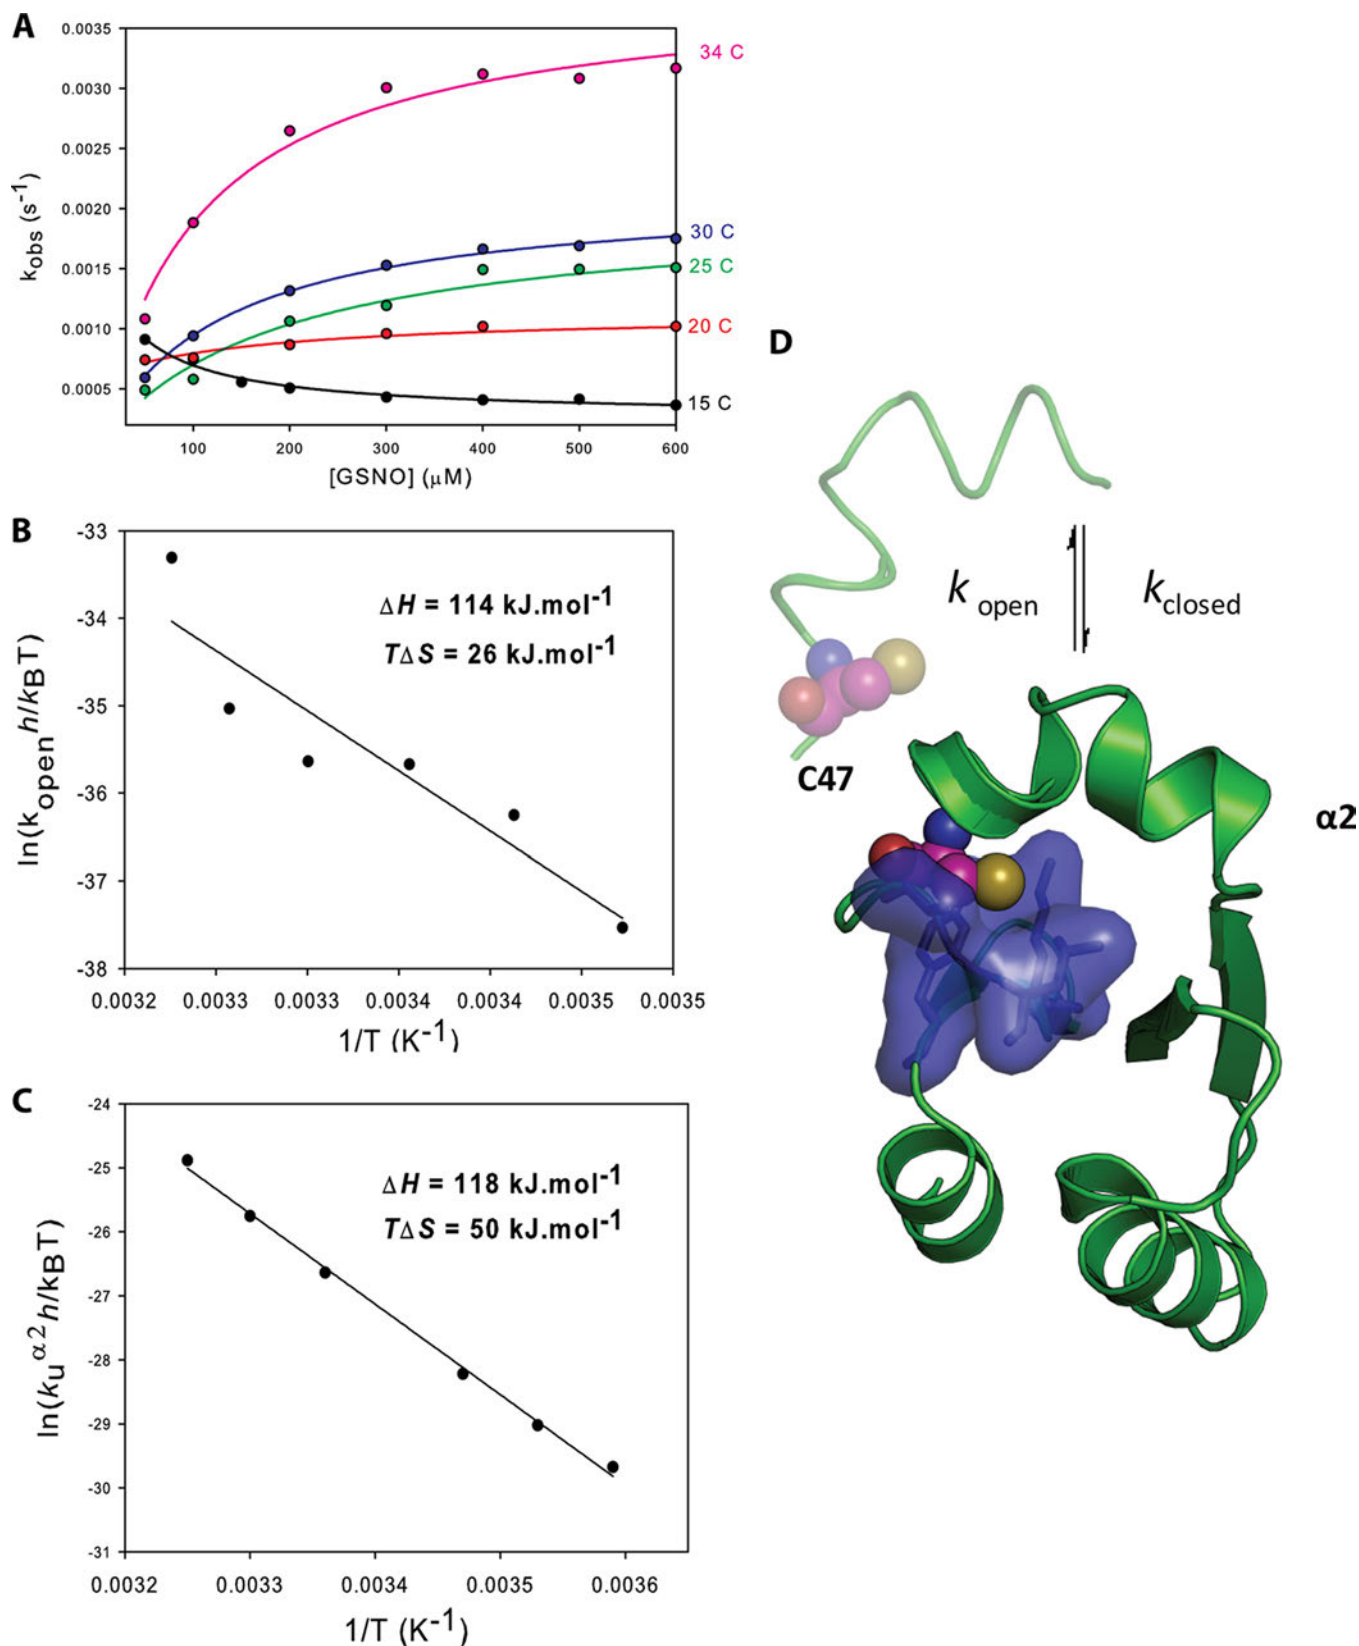 A
0.0035
0.0030
0.0025
0.0020
0.0015
0.0010
0.0005
kobs (s⁻¹)
34 C
30 C
25 C
20 C
15 C
100 200 300 400 500 600
[GSNO] (μM)
B
-33
-34
-35
-36
-37
-38
ln(kopen h/kBT)
ΔH = 114 kJ.mol⁻¹
TΔS = 26 kJ.mol⁻¹
0.0032 0.0033 0.0033 0.0034 0.0034 0.0035 0.0035
1/T (K⁻¹)
C
-24
-25
-26
-27
-28
-29
-30
-31
ln(ku^α2 h/kBT)
ΔH = 118 kJ.mol⁻¹
TΔS = 50 kJ.mol⁻¹
0.0032 0.0033 0.0034 0.0035 0.0036
1/T (K⁻¹)
D
k open
kclosed
C47
α2